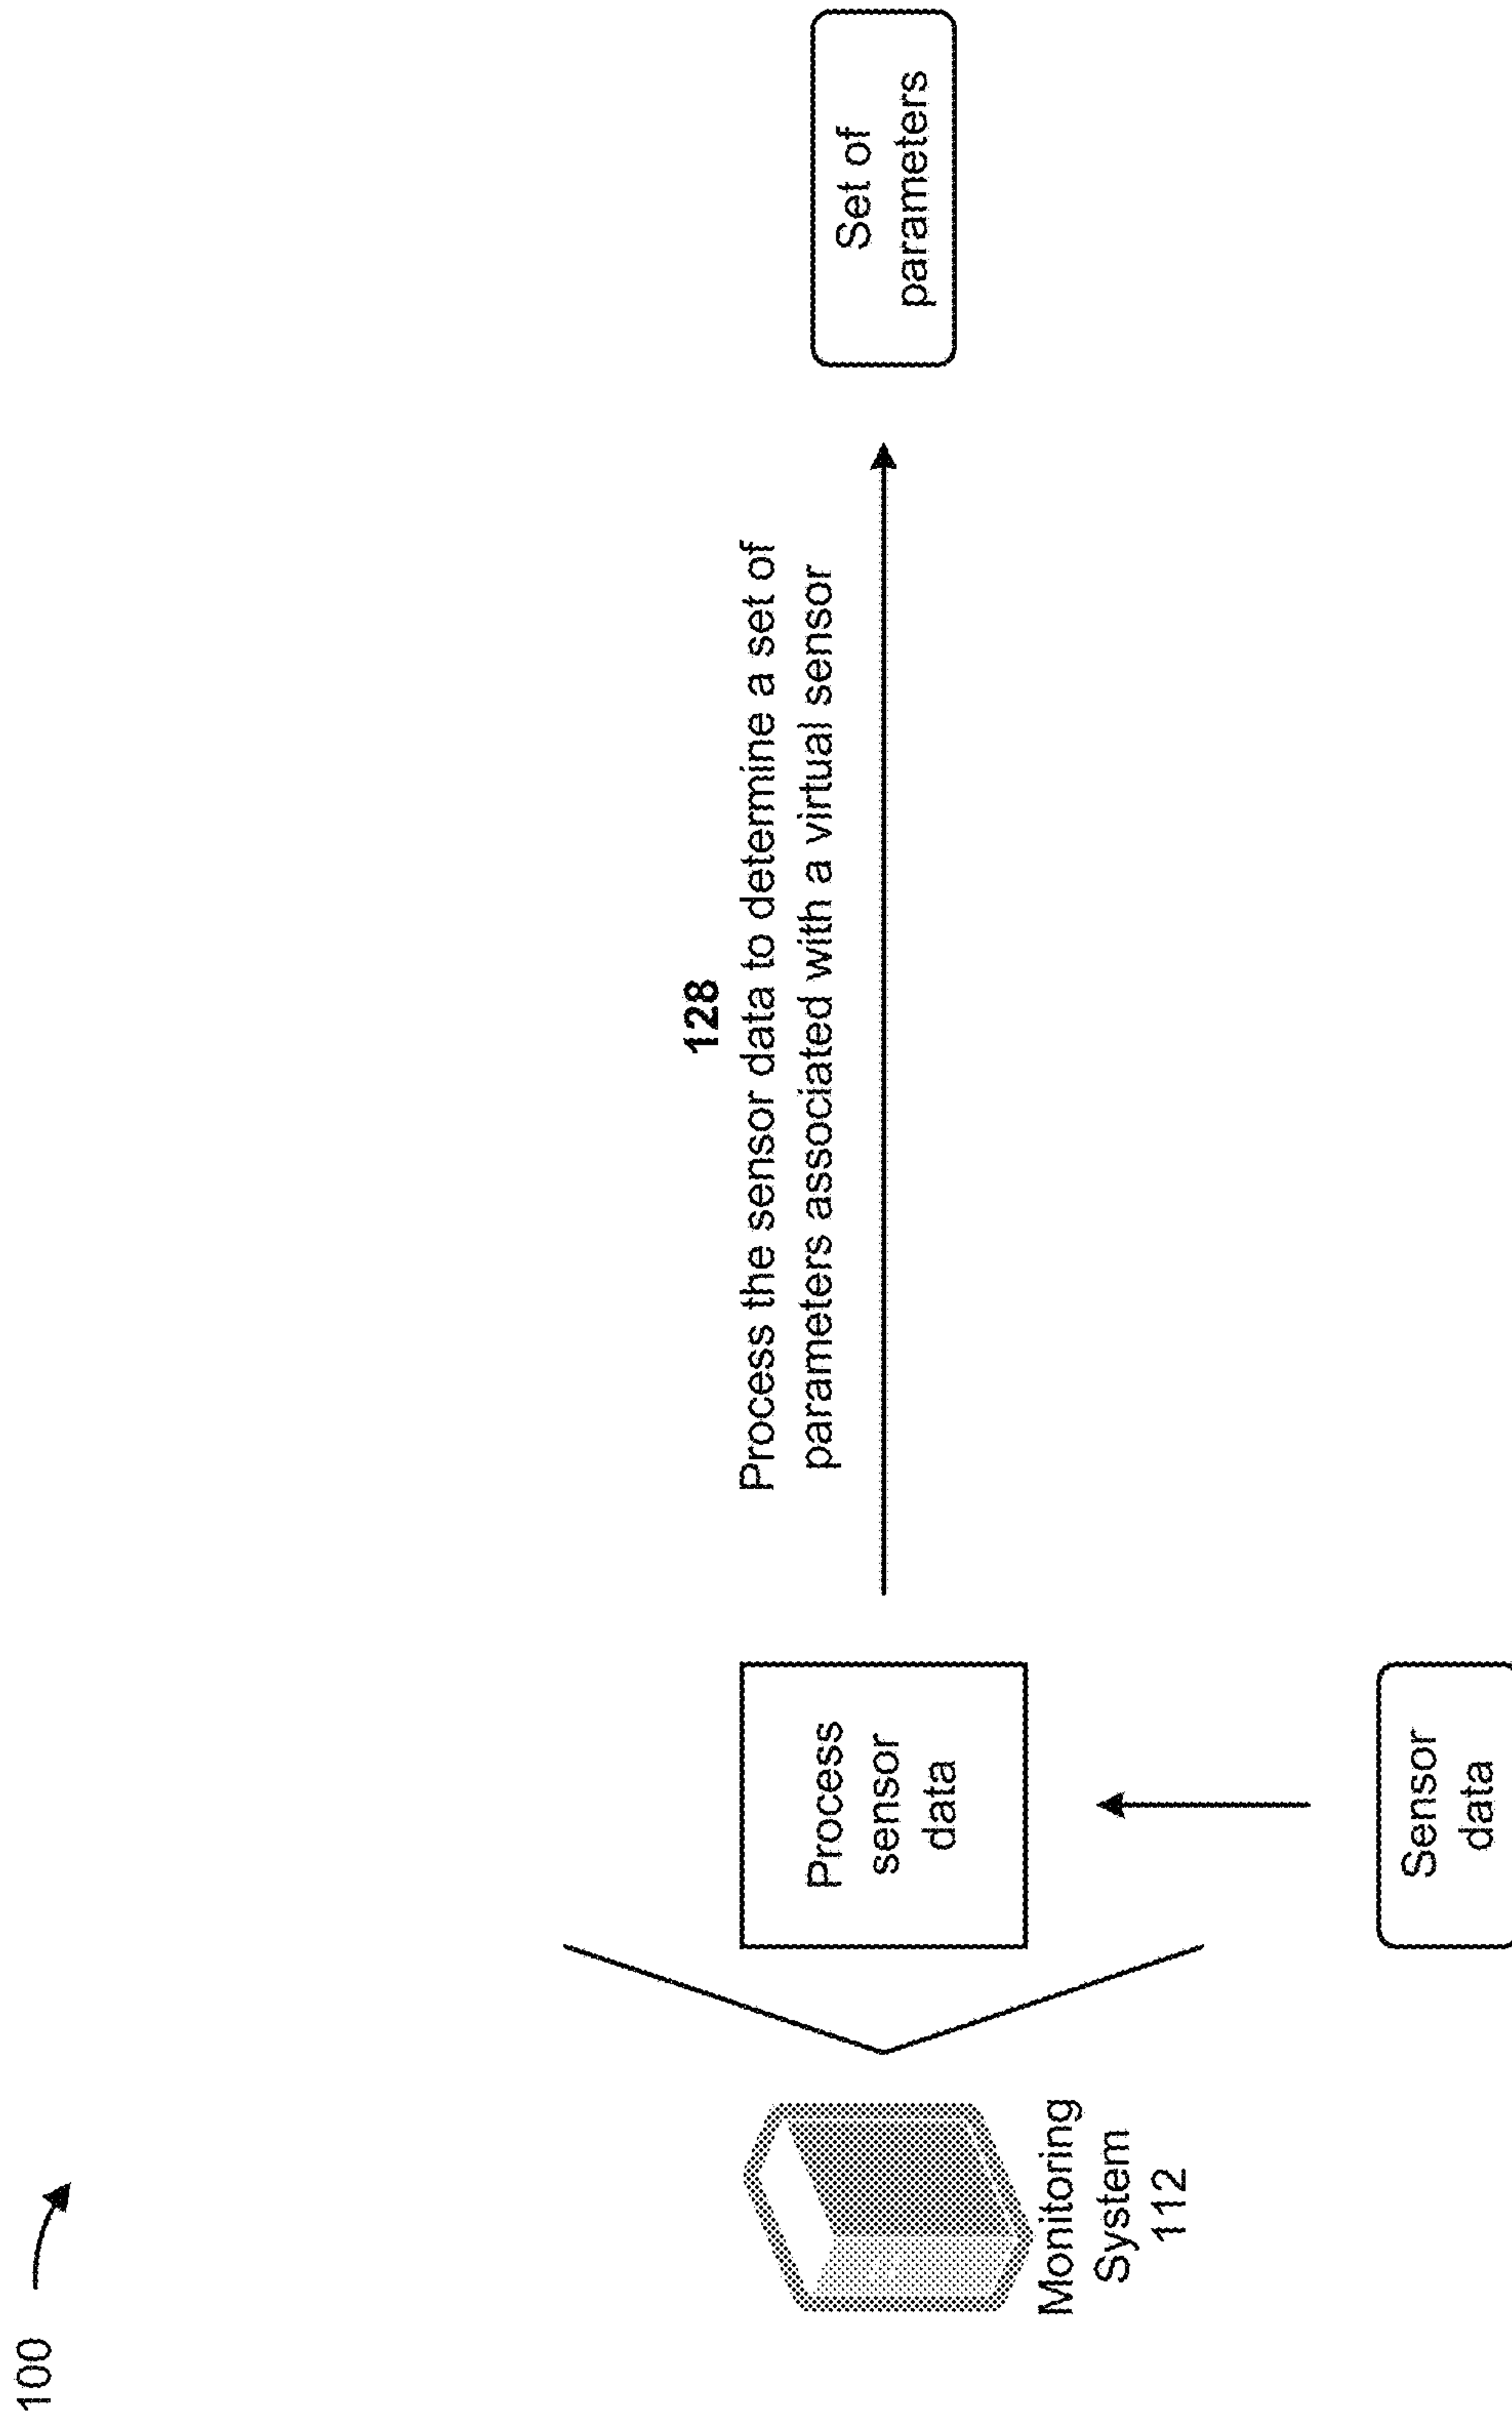 100
128
Process the sensor data to determine a set of
parameters associated with a virtual sensor
Monitoring
System
112
Process
sensor
data
Set of
parameters
Sensor
data